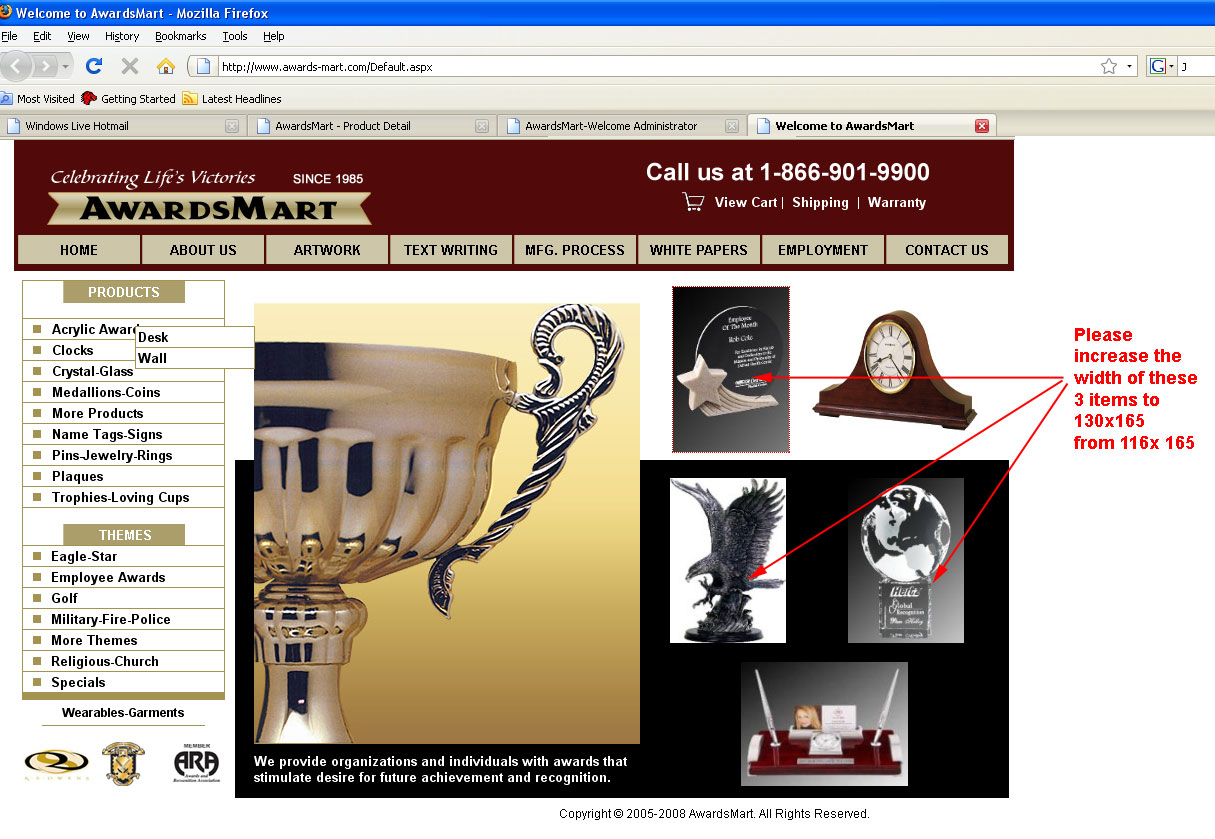 Welcome to AwardsMart - Mozilla Firefox
File Edit View History Bookmarks Tools Help
http://www.awards-mart.com/Default.aspx
G J
Most Visited Getting Started Latest Headlines
Windows Live Hotmail AwardsMart - Product Detail AwardsMart-Welcome Administrator Welcome to AwardsMart
Celebrating Life's Victories SINCE 1985
AWARDSMART
Call us at 1-866-901-9900
View Cart | Shipping | Warranty
HOME ABOUT US ARTWORK TEXT WRITING MFG. PROCESS WHITE PAPERS EMPLOYMENT CONTACT US
PRODUCTS
Acrylic Award
Desk
Wall
Clocks
Crystal-Glass
Medallions-Coins
More Products
Name Tags-Signs
Pins-Jewelry-Rings
Plaques
Trophies-Loving Cups
THEMES
Eagle-Star
Employee Awards
Golf
Military-Fire-Police
More Themes
Religious-Church
Specials
Wearables-Garments
MEMBER
ARA
Awards and
Recognition Association
Employee
Of The Month
Rob Cole
Please
increase the
width of these
3 items to
130x165
from 116x 165
Global
Recognition
We provide organizations and individuals with awards that
stimulate desire for future achievement and recognition.
Copyright © 2005-2008 AwardsMart. All Rights Reserved.